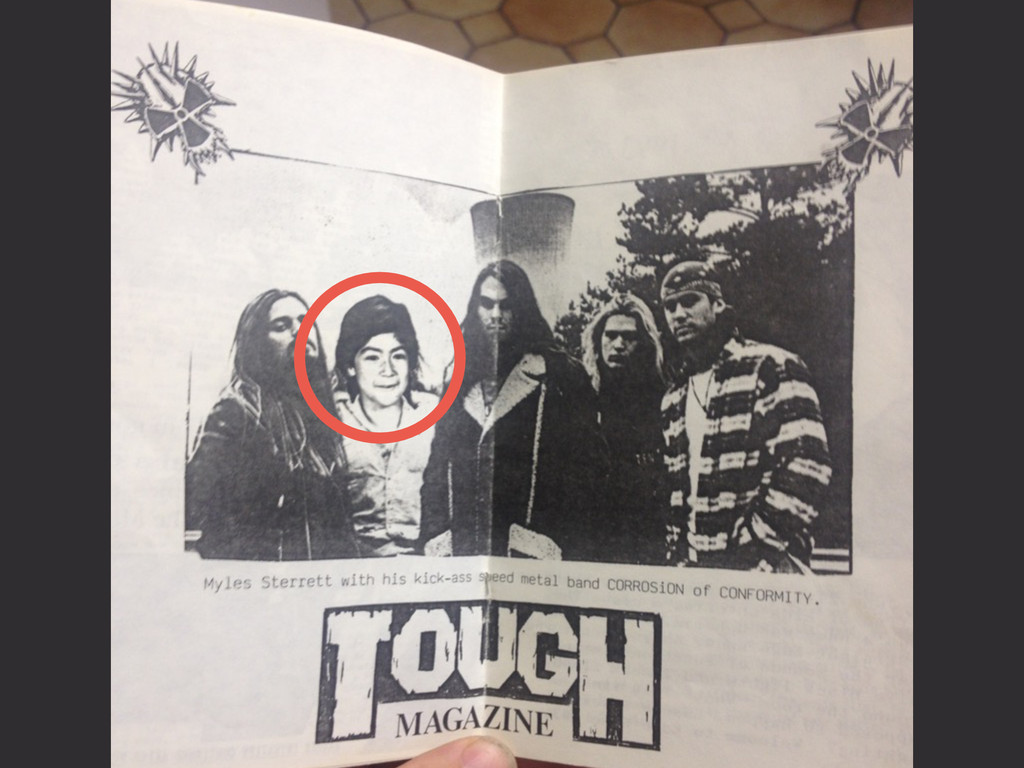 Myles Sterrett with his kick-ass speed metal band CORROSiON of CONFORMITY.
TOUGH
MAGAZINE